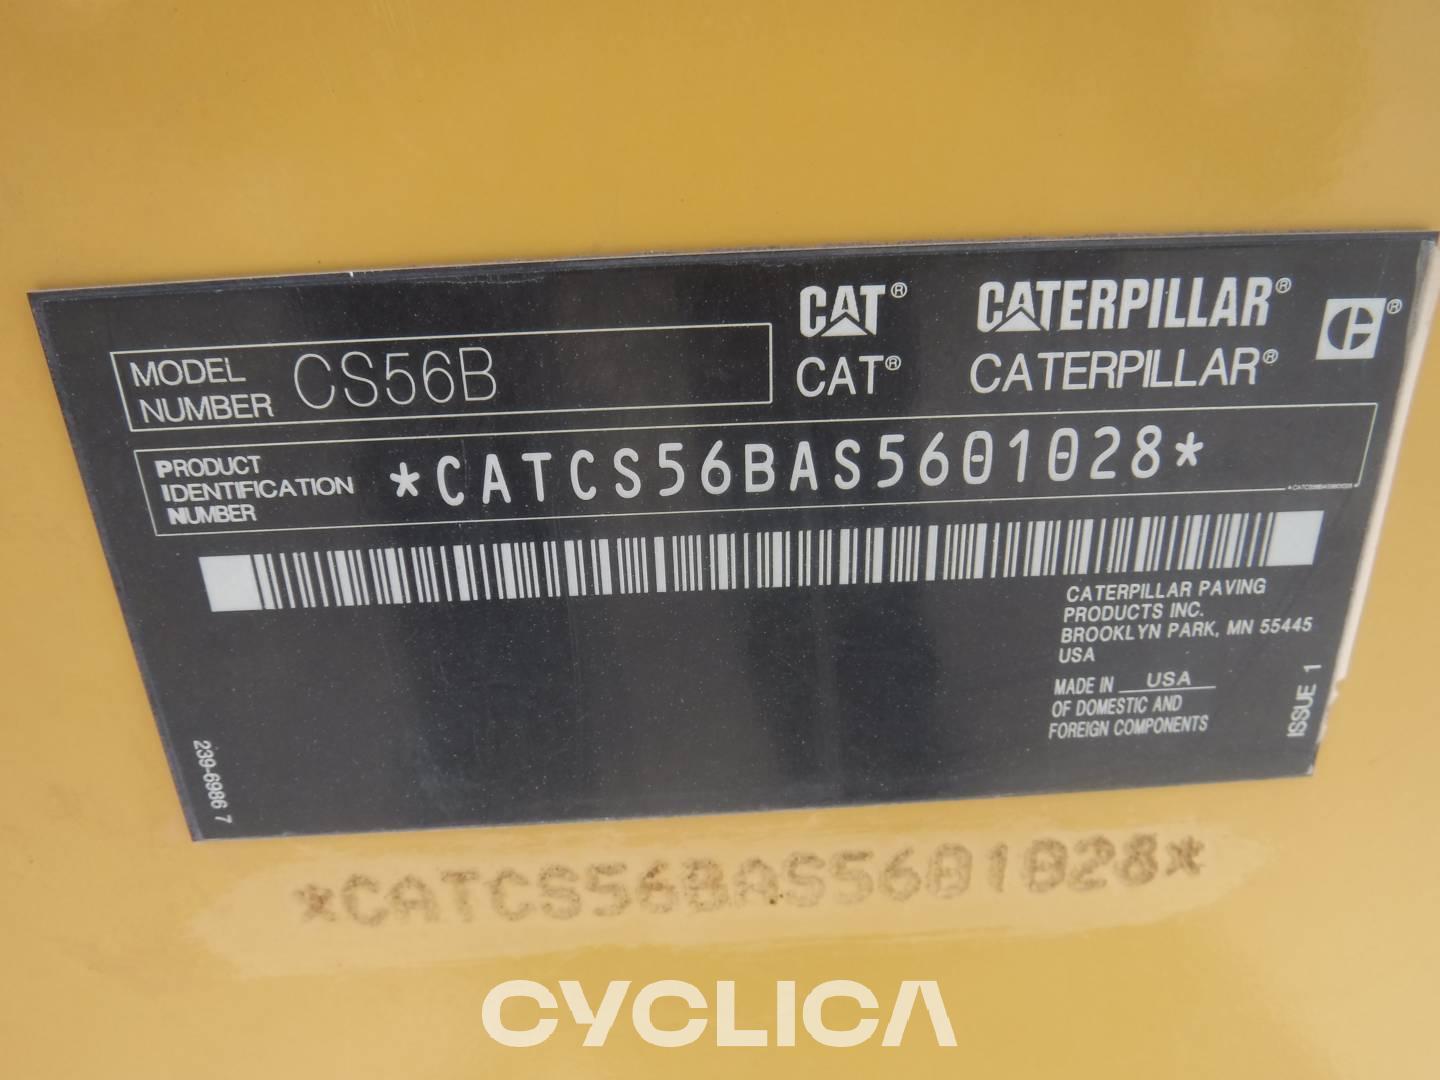 CAT® CATERPILLAR®
CAT® CATERPILLAR®
MODEL NUMBER CS56B
PRODUCT IDENTIFICATION NUMBER *CATCS56BAS5601028*
CATERPILLAR PAVING
PRODUCTS INC.
BROOKLYN PARK, MN 55445
USA
MADE IN USA
OF DOMESTIC AND
FOREIGN COMPONENTS
ISSUE 1
239-6986 7
*CATCS56BAS5601028*
CYCLICA